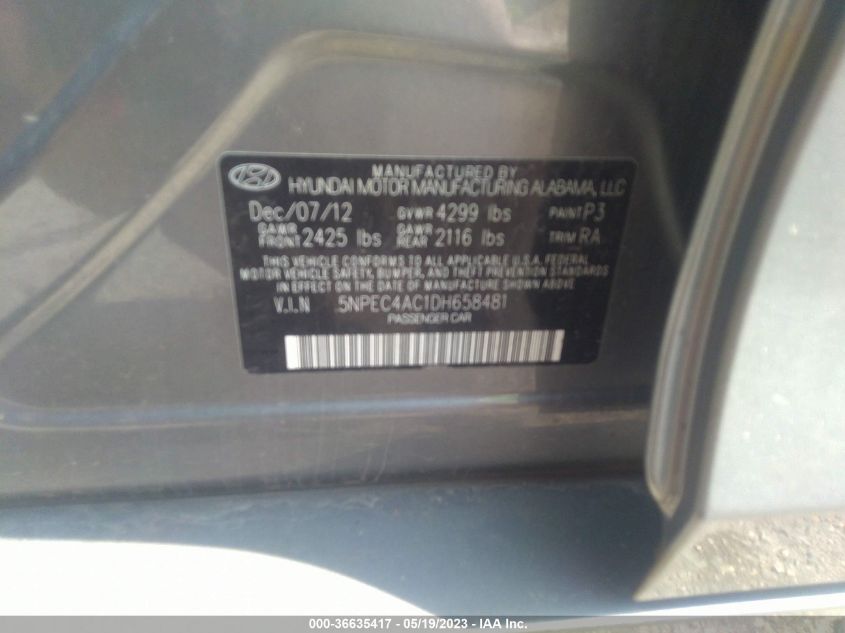 MANUFACTURED BY
HYUNDAI MOTOR MANUFACTURING ALABAMA, LLC
Dec/07/12 GVWR 4299 lbs PAINT P3
GAWR FRONT 2425 lbs GAWR REAR 2116 lbs TRIM RA
THIS VEHICLE CONFORMS TO ALL APPLICABLE U.S.A. FEDERAL
MOTOR VEHICLE SAFETY, BUMPER, AND THEFT PREVENTION STANDARDS
IN EFFECT ON THE DATE OF MANUFACTURE SHOWN ABOVE
V.I.N 5NPEC4AC1DH658481
PASSENGER CAR
000-36635417 - 05/19/2023 - IAA Inc.